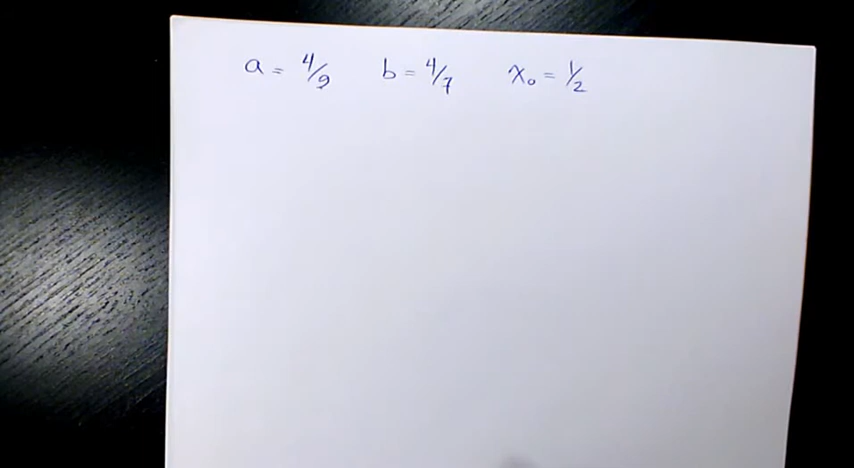 a = 4/9 b = 4/7 x₀ = 1/2